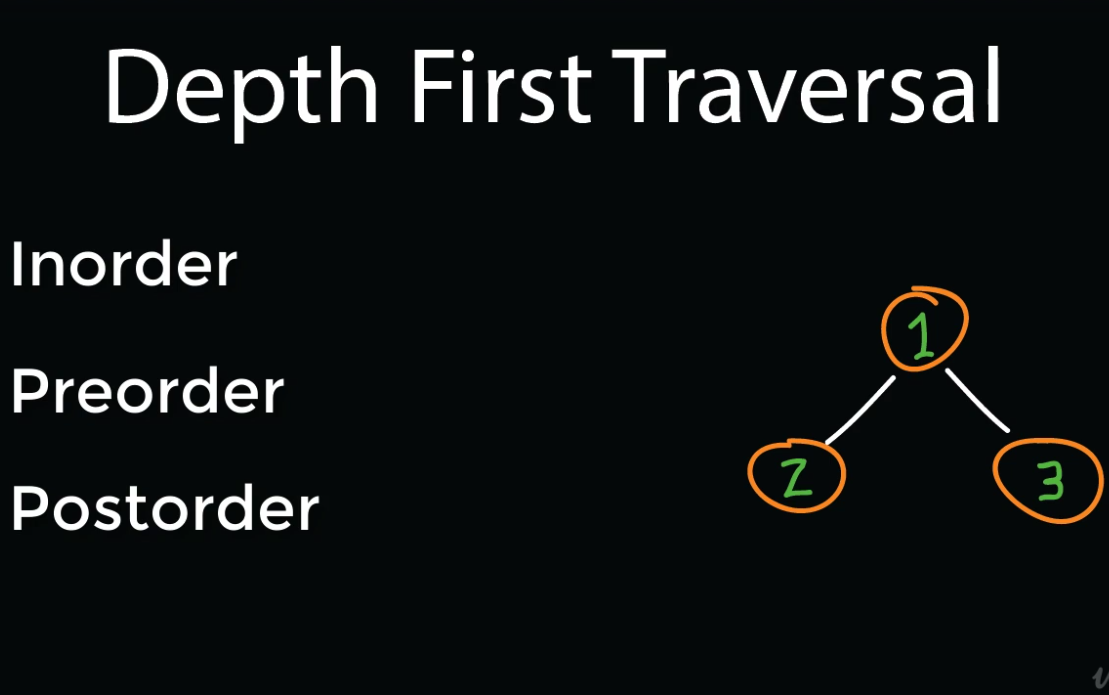 Depth First Traversal
Inorder
Preorder
Postorder
1
2
3